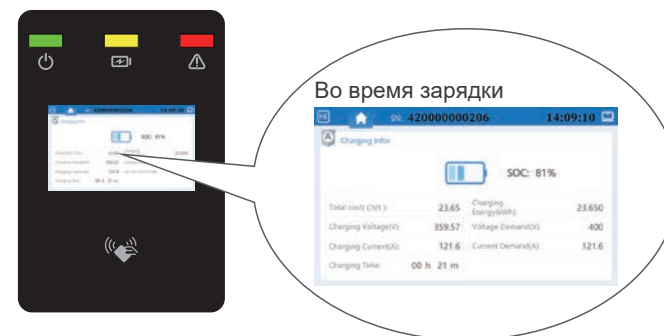 Во время зарядки
SN: 420000000206 14:09:10
Charging Infor
SOC: 81%
Total cost( CNY ): 23.65 Charging Energy(kWh): 23.650
Charging Voltage(V): 359.57 Voltage Demand(V): 400
Charging Current(A): 121.6 Current Demand(A): 121.6
Charging Time: 00 h 21 m